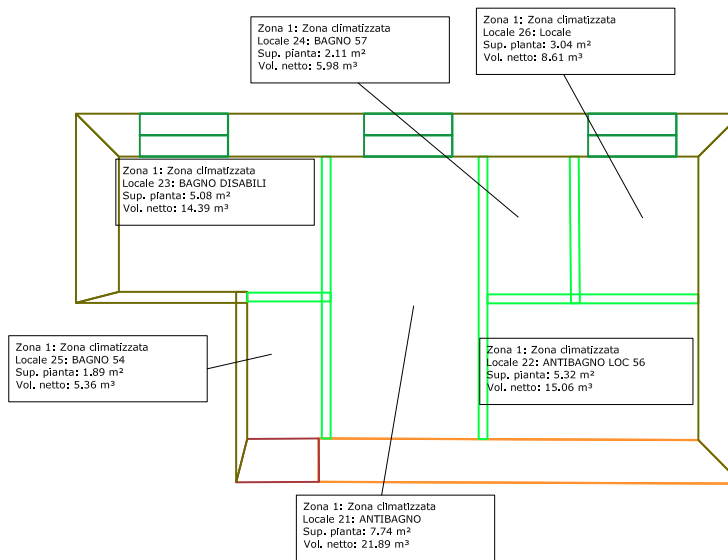 Zona 1: Zona climatizzata
Locale 24: BAGNO 57
Sup. pianta: 2.11 m²
Vol. netto: 5.98 m³
Zona 1: Zona climatizzata
Locale 26: Locale
Sup. pianta: 3.04 m²
Vol. netto: 8.61 m³
Zona 1: Zona climatizzata
Locale 23: BAGNO DISABILI
Sup. pianta: 5.08 m²
Vol. netto: 14.39 m³
Zona 1: Zona climatizzata
Locale 25: BAGNO 54
Sup. pianta: 1.89 m²
Vol. netto: 5.36 m³
Zona 1: Zona climatizzata
Locale 22: ANTIBAGNO LOC 56
Sup. pianta: 5.32 m²
Vol. netto: 15.06 m³
Zona 1: Zona climatizzata
Locale 21: ANTIBAGNO
Sup. pianta: 7.74 m²
Vol. netto: 21.89 m³